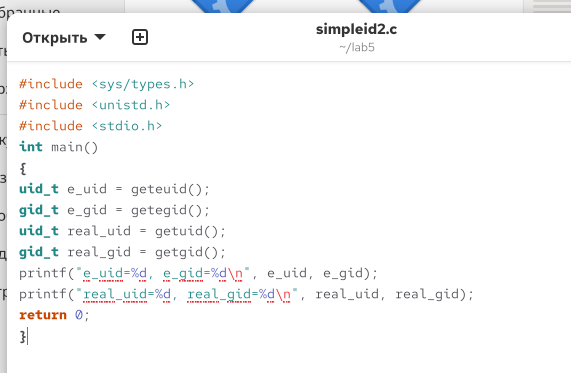 Открыть
simpleid2.c
~/lab5
#include <sys/types.h>
#include <unistd.h>
#include <stdio.h>
int main()
{
uid_t e_uid = geteuid();
gid_t e_gid = getegid();
uid_t real_uid = getuid();
gid_t real_gid = getgid();
printf("e_uid=%d, e_gid=%d\n", e_uid, e_gid);
printf("real_uid=%d, real_gid=%d\n", real_uid, real_gid);
return 0;
}